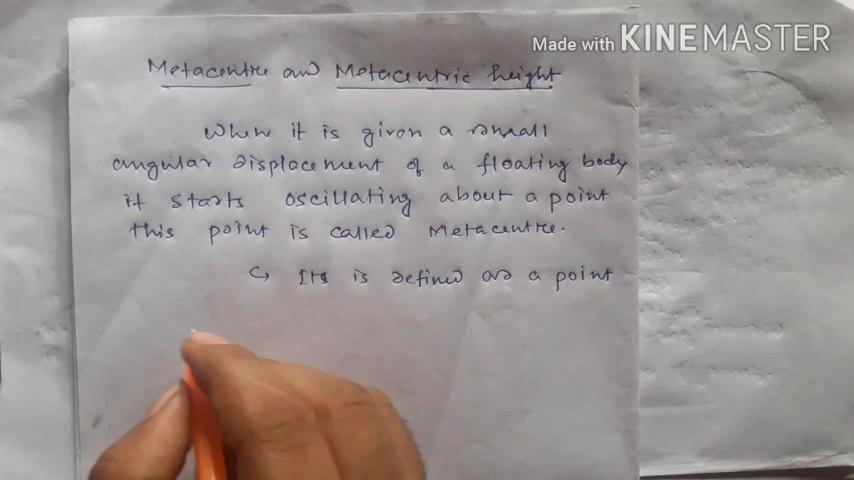 Made with KINEMASTER
Metacentre and Metacentric height
When it is given a small
angular displacement of a floating body
it starts oscillating about a point
this point is called Metacentre.
↪ It is defined as a point